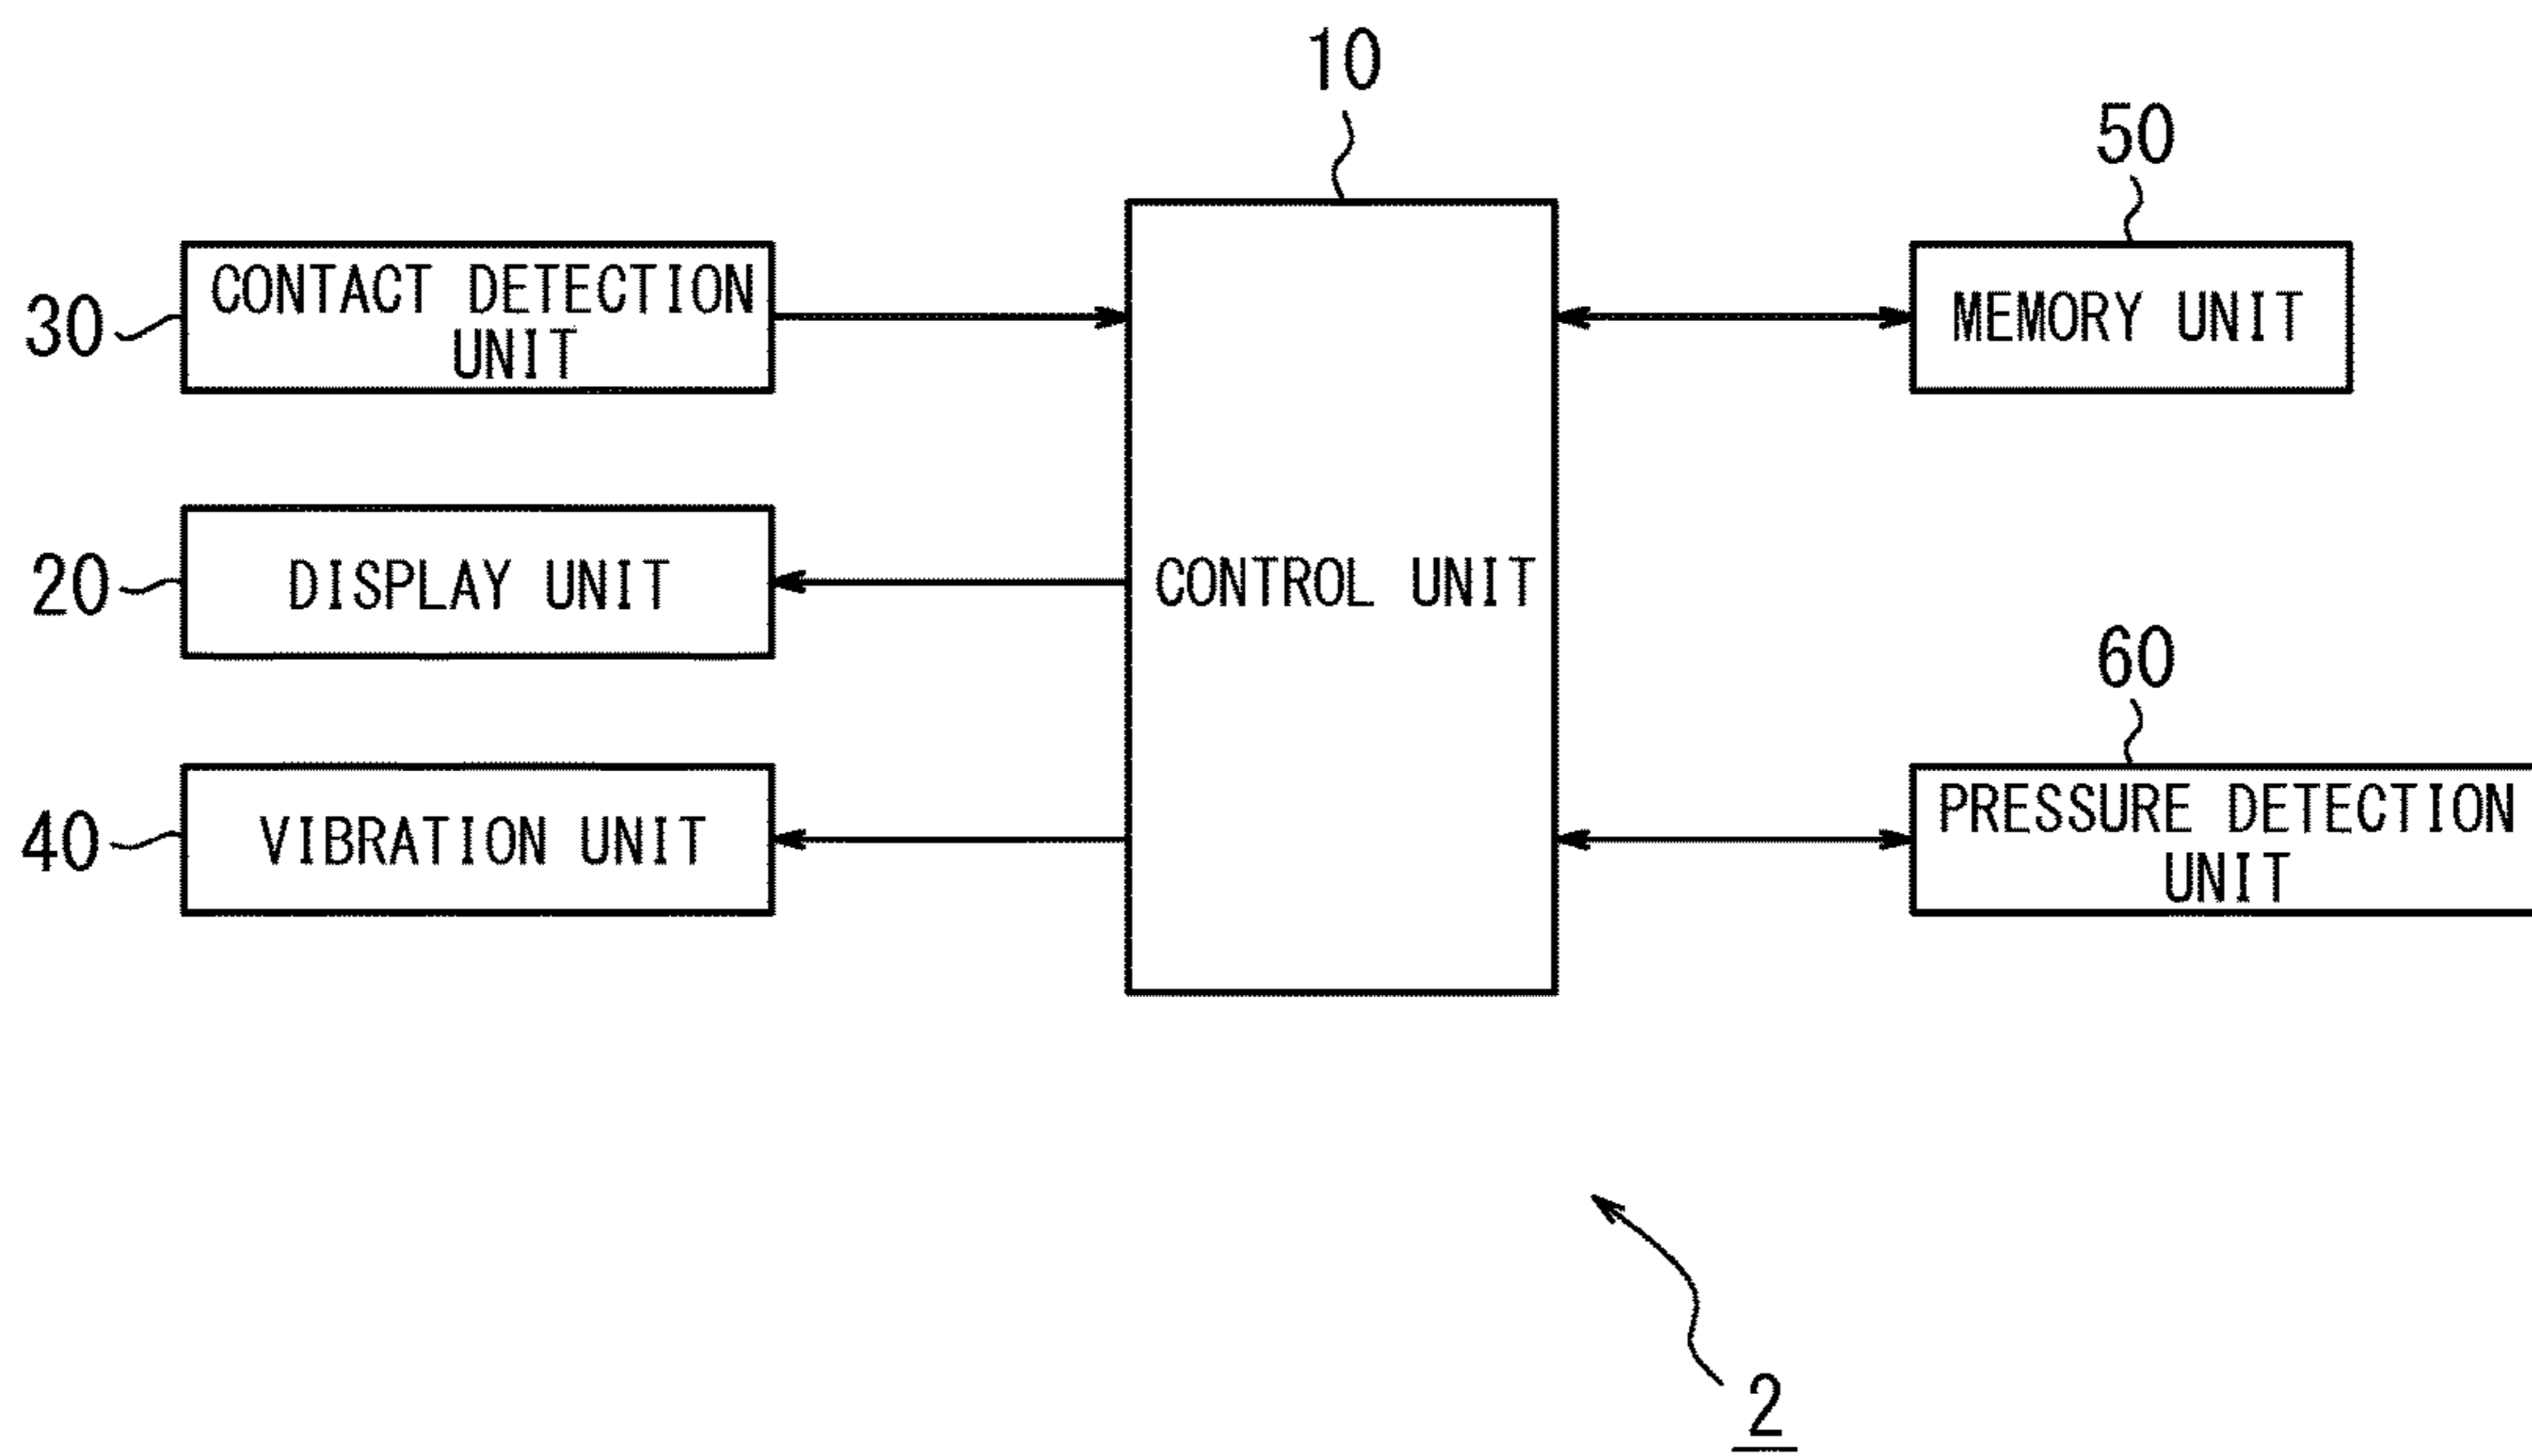 10
50
30
CONTACT DETECTION
UNIT
MEMORY UNIT
20
DISPLAY UNIT
CONTROL UNIT
60
40
VIBRATION UNIT
PRESSURE DETECTION
UNIT
2